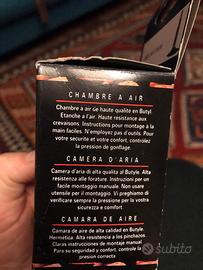 CHAMBRE A AIR
Chambre a air de haute qualite en Butyl
Etanche a l'air. Haute resistance aux
crevaisons. Instructions pour montage à la
main faciles. N'employez pas d'outils. Pour
votre securite et votre confort, contrôlez
la pression de gonflage.
CAMERA D'ARIA
Camera d'aria di alta qualità al Butyle. Alta
resistenza alle forature. Instruzioni per un
facile montaggio manuale. Non usare
utensili per il montaggio. Vi preghiamo di
verificare sempre la pressione per la vostra
sicurezza e comfort.
CAMARA DE AIRE
Camara de aire de alta calidad en Butyle
Hermetica. Alta resistencia a los pinchazos.
Claras instrucciones de montaje manual
Para su seguridad y confort, controle la
presion correcta
subito